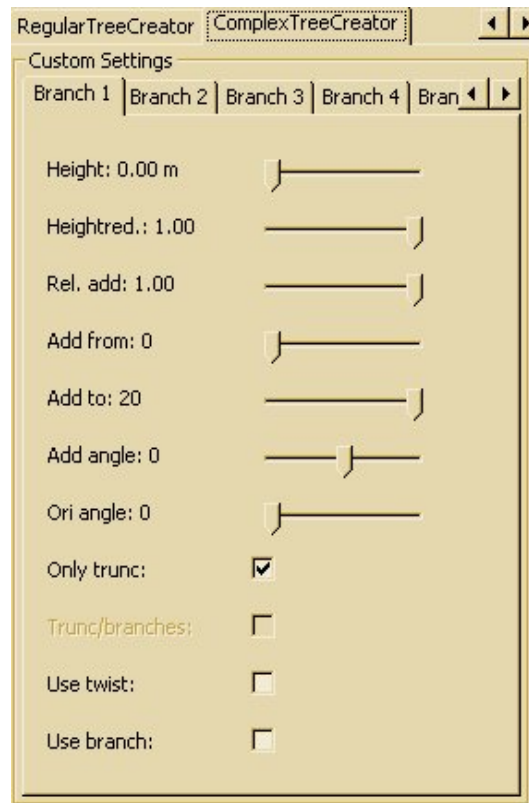 RegularTreeCreator ComplexTreeCreator
Custom Settings
Branch 1 Branch 2 Branch 3 Branch 4 Bran
Height: 0.00 m
Heightred.: 1.00
Rel. add: 1.00
Add from: 0
Add to: 20
Add angle: 0
Ori angle: 0
Only trunc:
Trunc/branches:
Use twist:
Use branch: